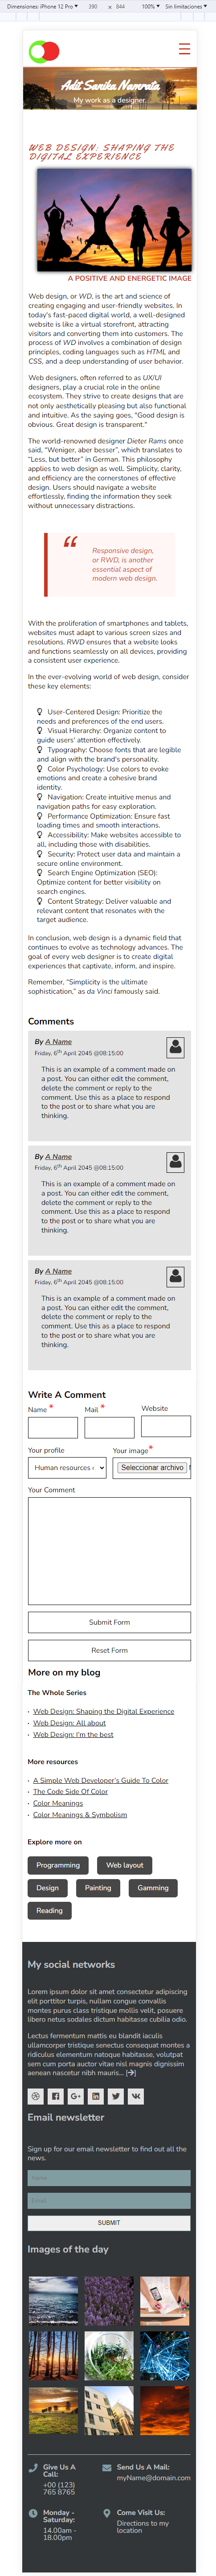 Dimensiones: iPhone 12 Pro 390 x 844 100% Sin limitaciones
Adit Sanika Namrata
My work as a designer.
WEB DESIGN: SHAPING THE
DIGITAL EXPERIENCE
A POSITIVE AND ENERGETIC IMAGE
Web design, or WD, is the art and science of
creating engaging and user-friendly websites. In
today's fast-paced digital world, a well-designed
website is like a virtual storefront, attracting
visitors and converting them into customers. The
process of WD involves a combination of design
principles, coding languages such as HTML and
CSS, and a deep understanding of user behavior.
Web designers, often referred to as UX/UI
designers, play a crucial role in the online
ecosystem. They strive to create designs that are
not only aesthetically pleasing but also functional
and intuitive. As the saying goes, "Good design is
obvious. Great design is transparent."
The world-renowned designer Dieter Rams once
said, "Weniger, aber besser", which translates to
"Less, but better" in German. This philosophy
applies to web design as well. Simplicity, clarity,
and efficiency are the cornerstones of effective
design. Users should navigate a website
effortlessly, finding the information they seek
without unnecessary distractions.
“ Responsive design,
or RWD, is another
essential aspect of
modern web design.
With the proliferation of smartphones and tablets,
websites must adapt to various screen sizes and
resolutions. RWD ensures that a website looks
and functions seamlessly on all devices, providing
a consistent user experience.
In the ever-evolving world of web design, consider
these key elements:
User-Centered Design: Prioritize the
needs and preferences of the end users.
Visual Hierarchy: Organize content to
guide users' attention effectively.
Typography: Choose fonts that are legible
and align with the brand's personality.
Color Psychology: Use colors to evoke
emotions and create a cohesive brand
identity.
Navigation: Create intuitive menus and
navigation paths for easy exploration.
Performance Optimization: Ensure fast
loading times and smooth interactions.
Accessibility: Make websites accessible to
all, including those with disabilities.
Security: Protect user data and maintain a
secure online environment.
Search Engine Optimization (SEO):
Optimize content for better visibility on
search engines.
Content Strategy: Deliver valuable and
relevant content that resonates with the
target audience.
In conclusion, web design is a dynamic field that
continues to evolve as technology advances. The
goal of every web designer is to create digital
experiences that captivate, inform, and inspire.
Remember, "Simplicity is the ultimate
sophistication," as da Vinci famously said.
Comments
By A Name
Friday, 6th April 2045 @08:15:00
This is an example of a comment made on
a post. You can either edit the comment,
delete the comment or reply to the
comment. Use this as a place to respond
to the post or to share what you are
thinking.
By A Name
Friday, 6th April 2045 @08:15:00
This is an example of a comment made on
a post. You can either edit the comment,
delete the comment or reply to the
comment. Use this as a place to respond
to the post or to share what you are
thinking.
By A Name
Friday, 6th April 2045 @08:15:00
This is an example of a comment made on
a post. You can either edit the comment,
delete the comment or reply to the
comment. Use this as a place to respond
to the post or to share what you are
thinking.
Write A Comment
Name * Mail * Website
Your profile Your image*
Human resources Seleccionar archivo
Your Comment
Submit Form
Reset Form
More on my blog
The Whole Series
Web Design: Shaping the Digital Experience
Web Design: All about
Web Design: I'm the best
More resources
A Simple Web Developer's Guide To Color
The Code Side Of Color
Color Meanings
Color Meanings & Symbolism
Explore more on
Programming Web layout
Design Painting Gamming
Reading
My social networks
Lorem ipsum dolor sit amet consectetur adipiscing
elit porttitor turpis, nullam congue convallis
montes purus class tristique mollis velit, posuere
libero netus sodales dictum habitasse cubilia odio.
Lectus fermentum mattis eu blandit iaculis
ullamcorper tristique senectus consequat montes a
ridiculus elementum natoque habitasse, volutpat
sem cum porta auctor vitae nisl magnis dignissim
aenean nascetur nibh mauris... [→]
Email newsletter
Sign up for our email newsletter to find out all the
news.
Name
Email
SUBMIT
Images of the day
Give Us A
Call:
+00 (123)
765 8765
Send Us A Mail:
myName@domain.com
Monday -
Saturday:
14.00am -
18.00pm
Come Visit Us:
Directions to my
location